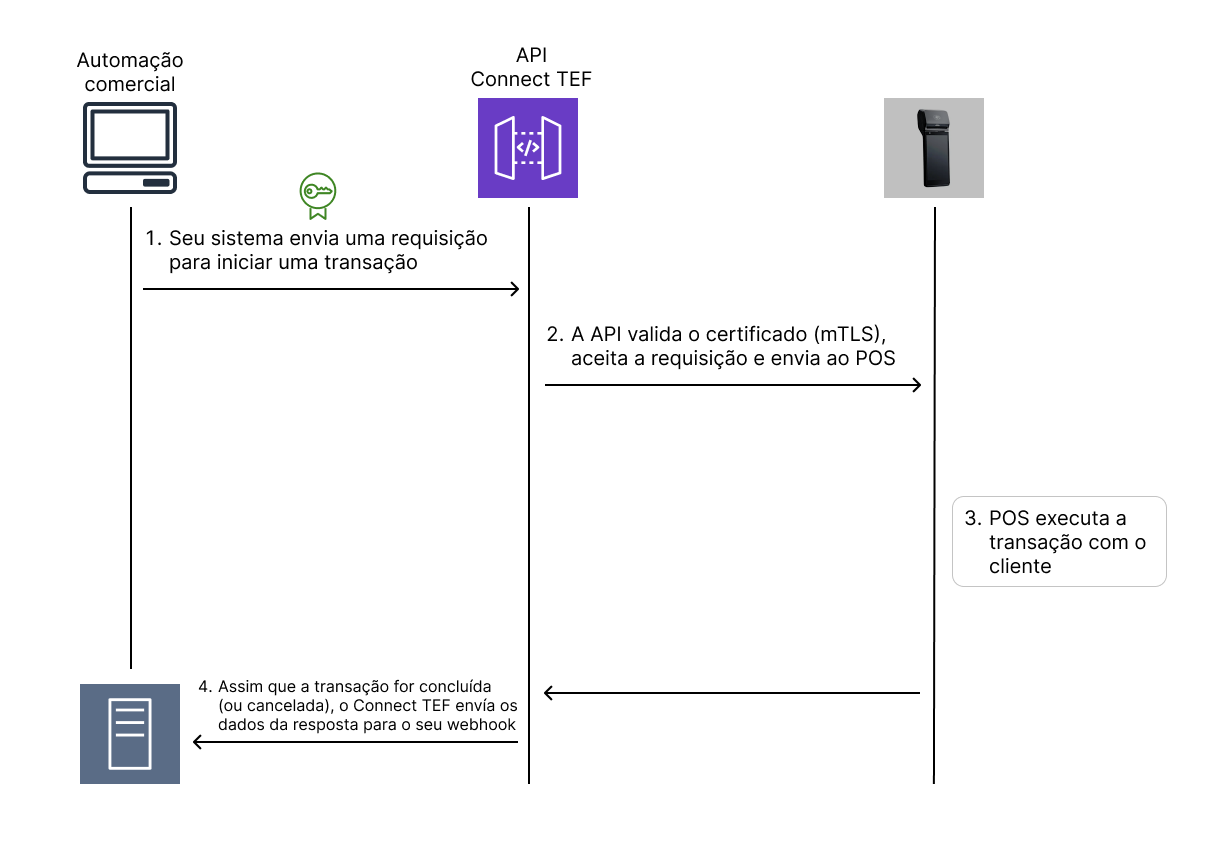 Automação
comercial
API
Connect TEF
1. Seu sistema envia uma requisição
para iniciar uma transação
2. A API valida o certificado (mTLS),
aceita a requisição e envia ao POS
3. POS executa a
transação com o
cliente
4. Assim que a transação for concluída
(ou cancelada), o Connect TEF envía os
dados da resposta para o seu webhook